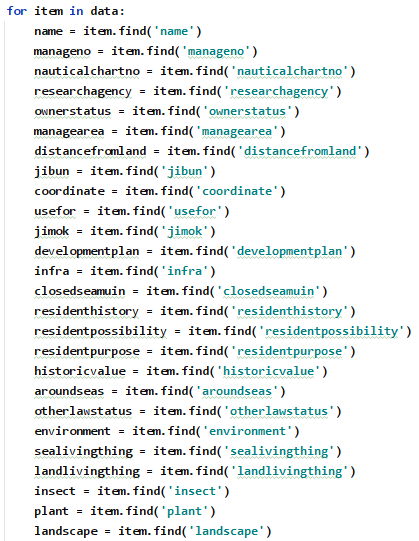 for item in data:
    name = item.find('name')
    manageno = item.find('manageno')
    nauticalchartno = item.find('nauticalchartno')
    researchagency = item.find('researchagency')
    ownerstatus = item.find('ownerstatus')
    managearea = item.find('managearea')
    distancefromland = item.find('distancefromland')
    jibun = item.find('jibun')
    coordinate = item.find('coordinate')
    usefor = item.find('usefor')
    jimok = item.find('jimok')
    developmentplan = item.find('developmentplan')
    infra = item.find('infra')
    closedseamuin = item.find('closedseamuin')
    residenthistory = item.find('residenthistory')
    residentpossibility = item.find('residentpossibility')
    residentpurpose = item.find('residentpurpose')
    historicvalue = item.find('historicvalue')
    aroundseas = item.find('aroundseas')
    otherlawstatus = item.find('otherlawstatus')
    environment = item.find('environment')
    sealivingthing = item.find('sealivingthing')
    landlivingthing = item.find('landlivingthing')
    insect = item.find('insect')
    plant = item.find('plant')
    landscape = item.find('landscape')